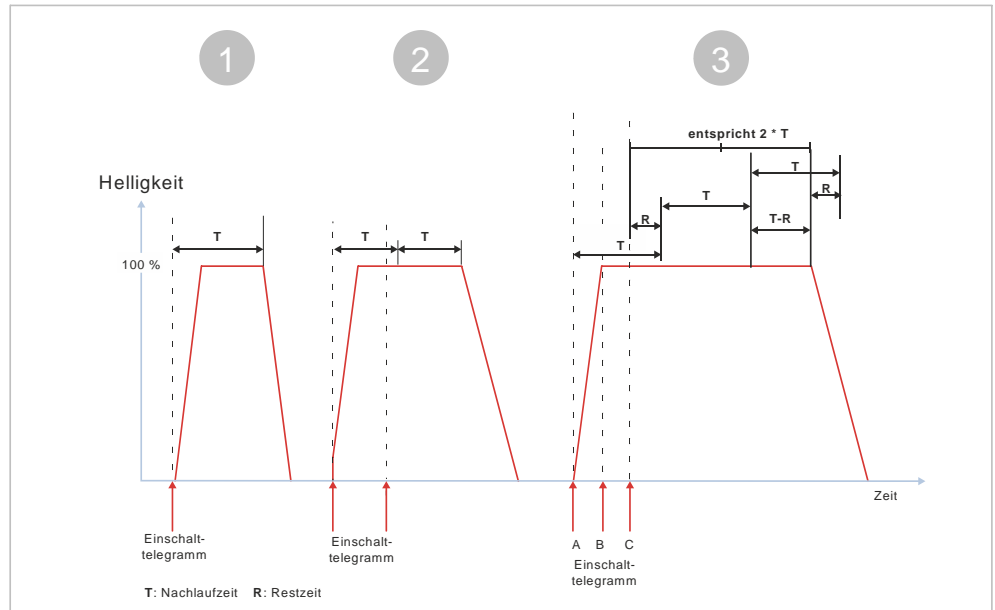 1
2
3
entspricht 2 * T
T
R
T
Helligkeit
R
T-R
T
T
T
T
100 %
Zeit
Einschalt-
telegramm
Einschalt-
telegramm
A B C
Einschalt-
telegramm
T: Nachlaufzeit R: Restzeit